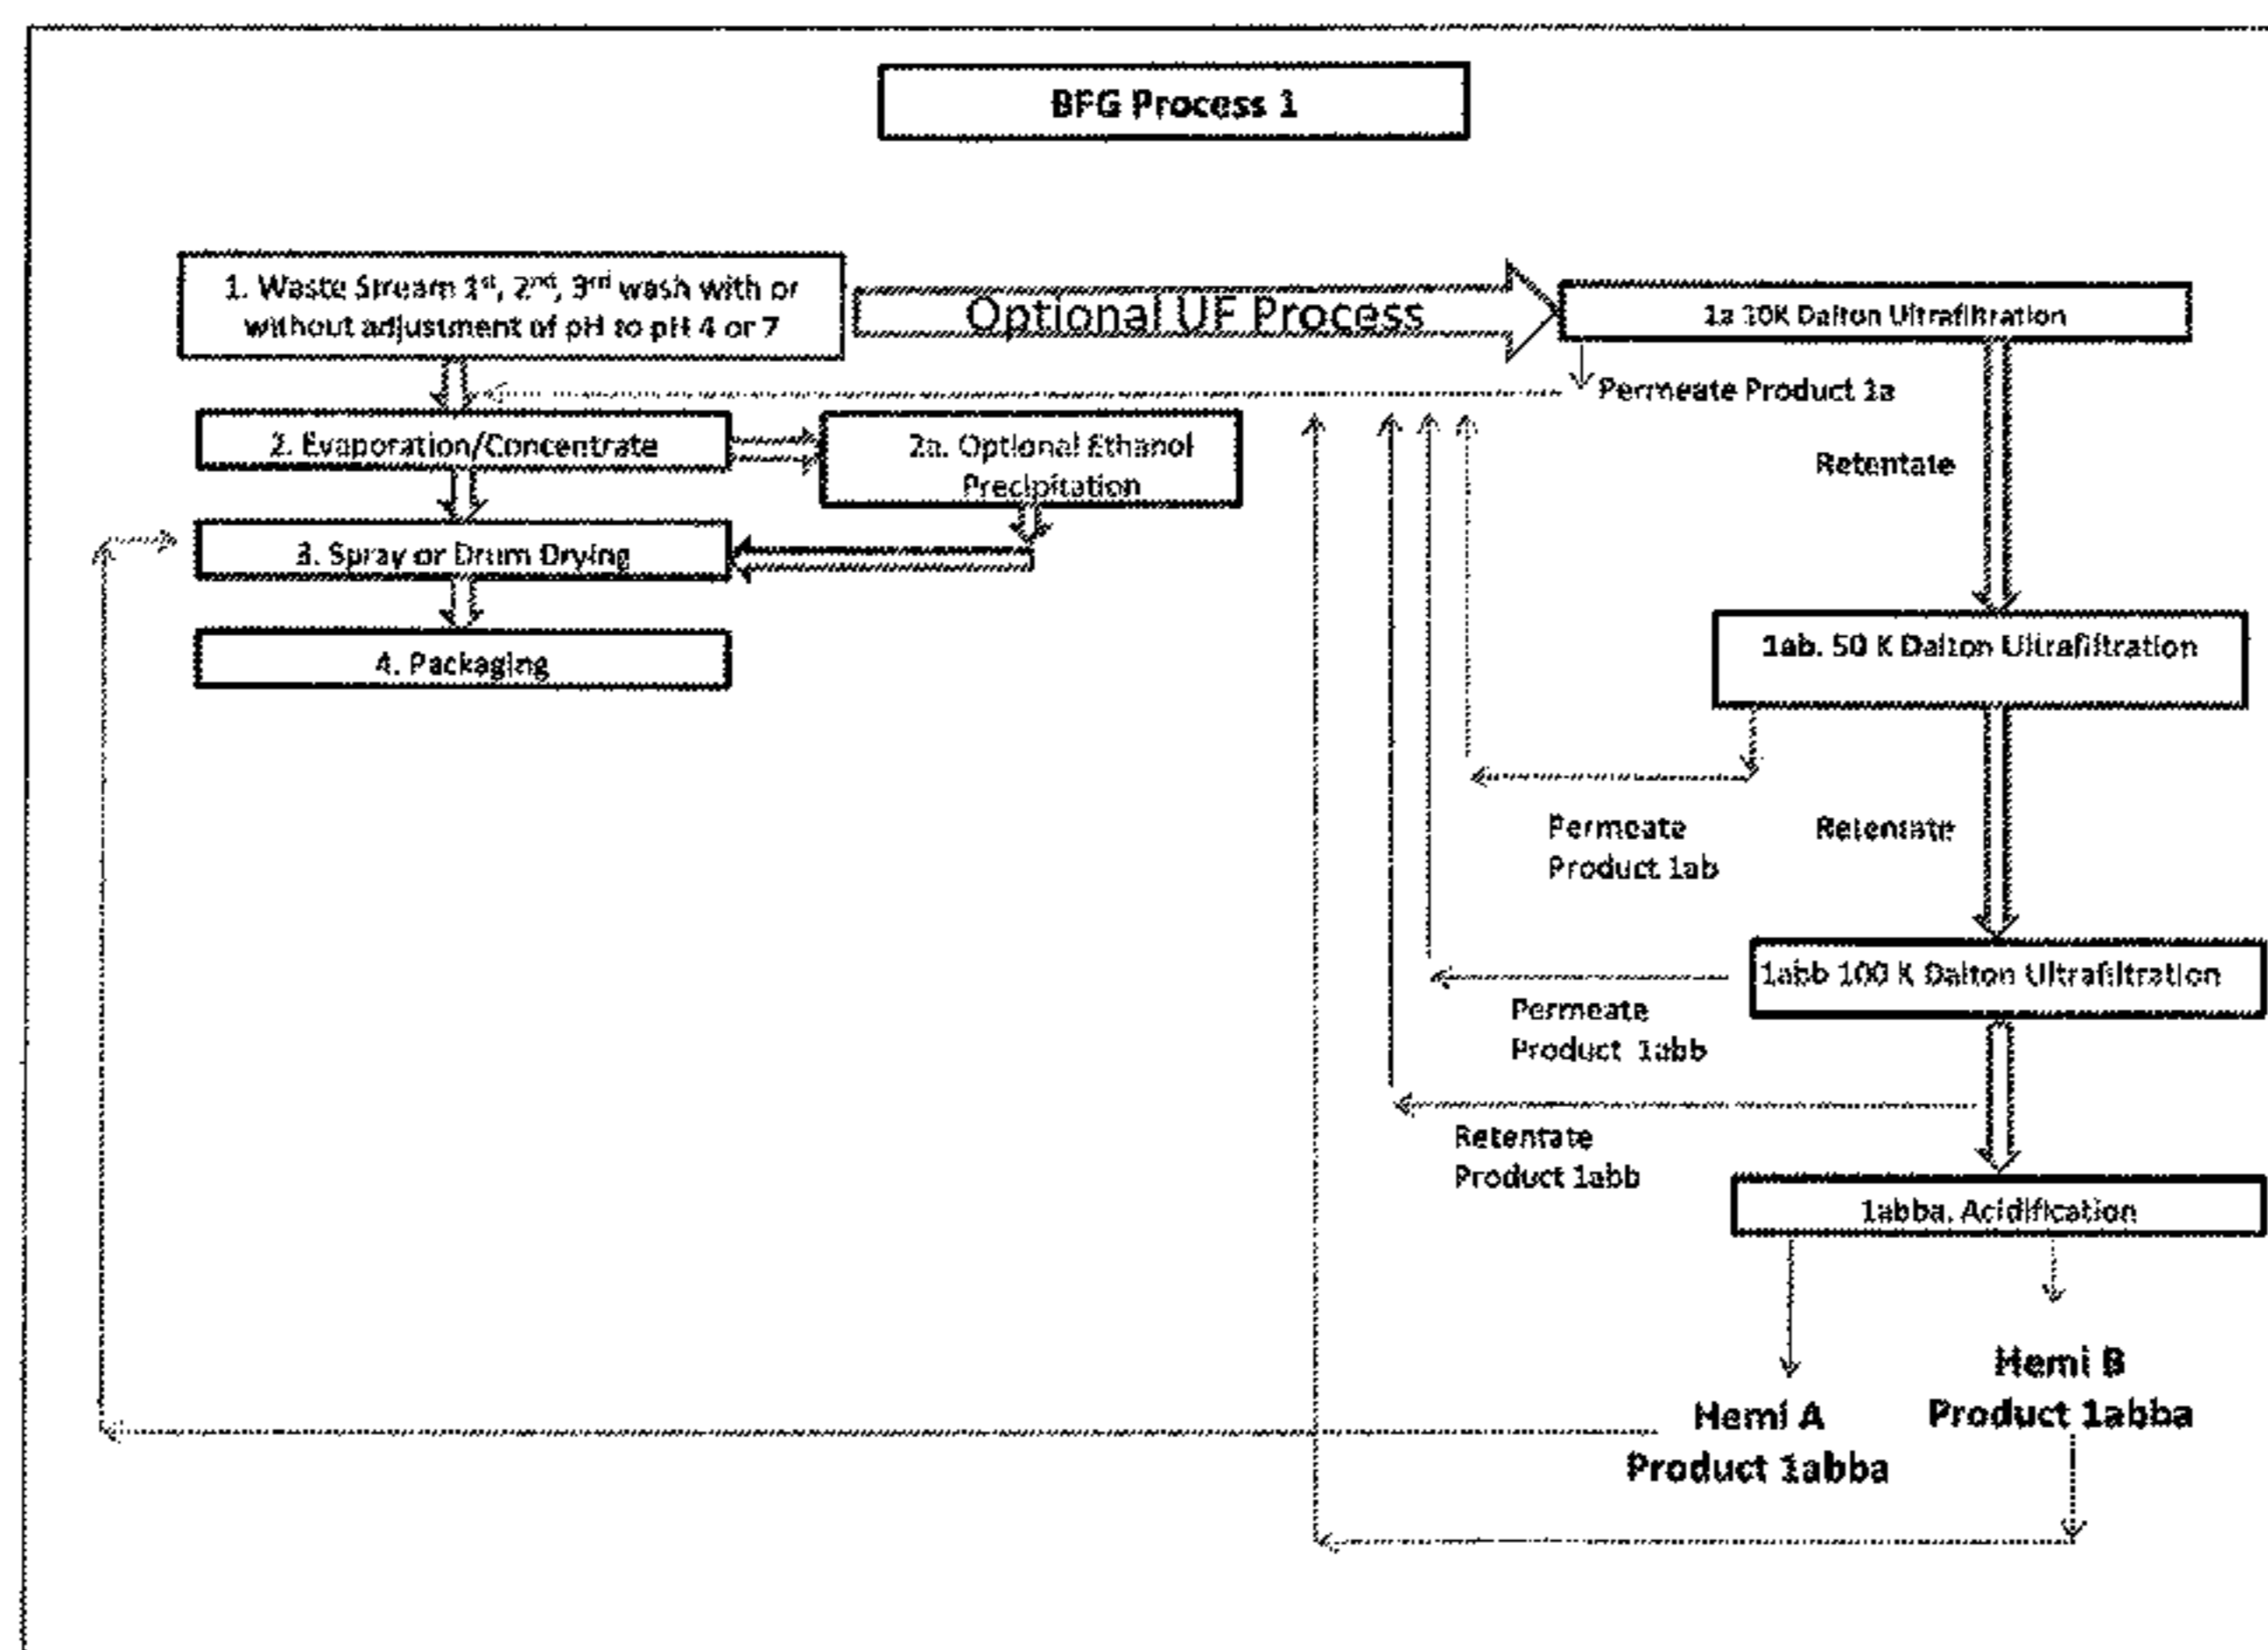 BFG Process 1
1. Waste Stream 1st, 2nd, 3rd wash with or
without adjustment of pH to pH 4 or 7
Optional UF Process
1a 10K Dalton Ultrafiltration
Permeate Product 1a
2. Evaporation/Concentrate
2a. Optional Ethanol
Precipitation
Retentate
3. Spray or Drum Drying
4. Packaging
1ab. 50 K Dalton Ultrafiltration
Permeate
Product 1ab
Retentate
1abb 100 K Dalton Ultrafiltration
Permeate
Product 1abb
Retentate
Product 1abb
1abba. Acidification
Hemi B
Product 1abba
Hemi A
Product 1abba